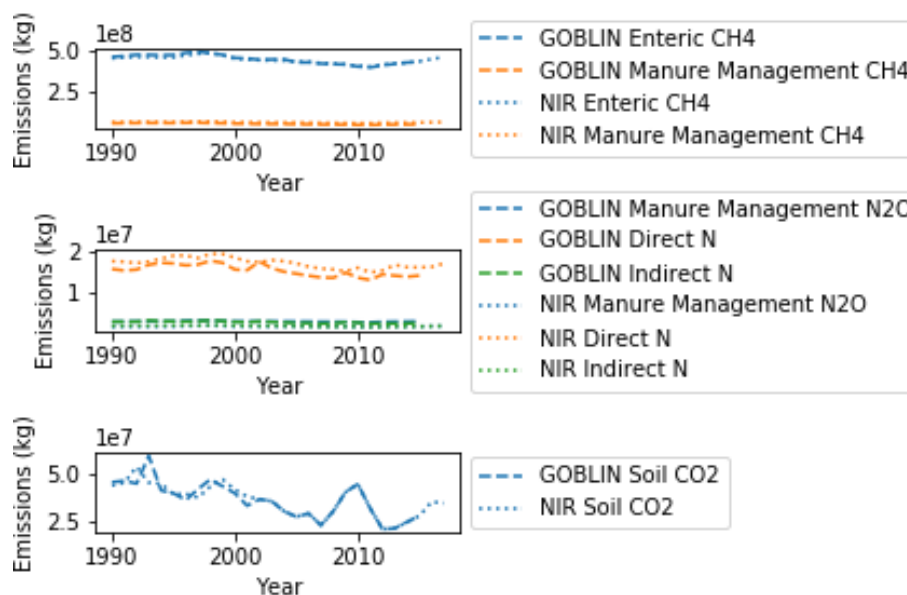 1e8
Emissions (kg)
5.0
2.5
1990
2000
2010
Year
GOBLIN Enteric CH4
GOBLIN Manure Management CH4
NIR Enteric CH4
NIR Manure Management CH4
1e7
Emissions (kg)
2
1
1990
2000
2010
Year
GOBLIN Manure Management N2O
GOBLIN Direct N
GOBLIN Indirect N
NIR Manure Management N2O
NIR Direct N
NIR Indirect N
1e7
Emissions (kg)
5.0
2.5
1990
2000
2010
Year
GOBLIN Soil CO2
NIR Soil CO2